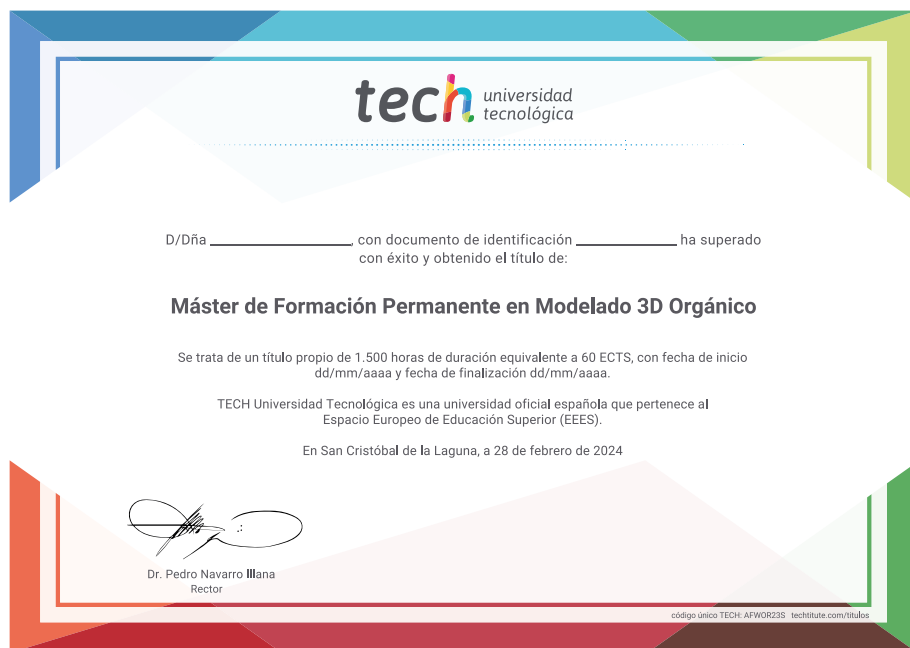 tech universidad
tecnológica
D/Dña ______________, con documento de identificación __________ ha superado
con éxito y obtenido el título de:
Máster de Formación Permanente en Modelado 3D Orgánico
Se trata de un título propio de 1.500 horas de duración equivalente a 60 ECTS, con fecha de inicio
dd/mm/aaaa y fecha de finalización dd/mm/aaaa.
TECH Universidad Tecnológica es una universidad oficial española que pertenece al
Espacio Europeo de Educación Superior (EEES).
En San Cristóbal de la Laguna, a 28 de febrero de 2024
Dr. Pedro Navarro Illana
Rector
código único TECH: AFWOR23S techtitute.com/titulos